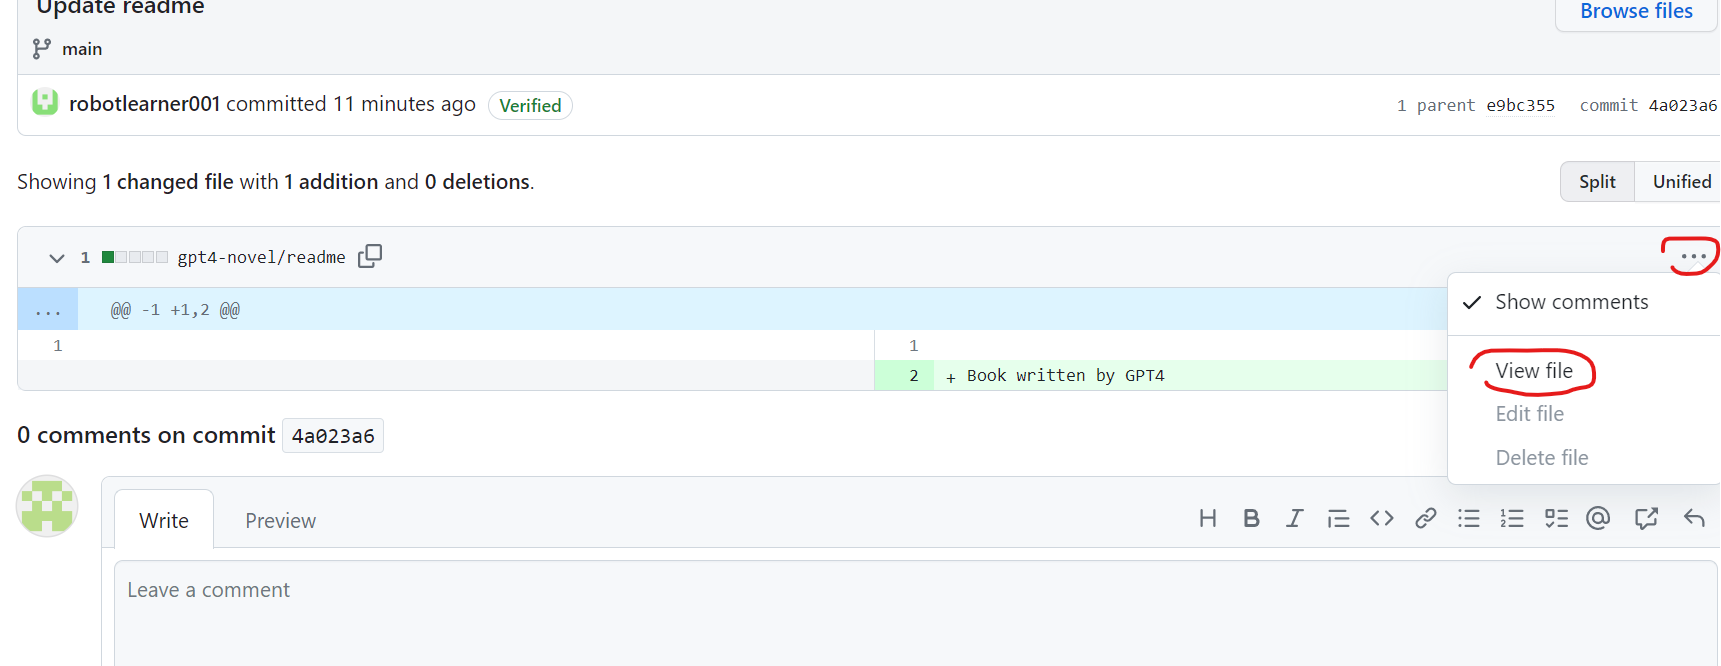 Update readme
Browse files
main
robotlearner001 committed 11 minutes ago Verified
1 parent e9bc355 commit 4a023a6
Showing 1 changed file with 1 addition and 0 deletions.
Split Unified
1 gpt4-novel/readme
...
... @@ -1 +1,2 @@
Show comments
1 1
View file
2 + Book written by GPT4
Edit file
0 comments on commit 4a023a6
Delete file
Write Preview
Leave a comment